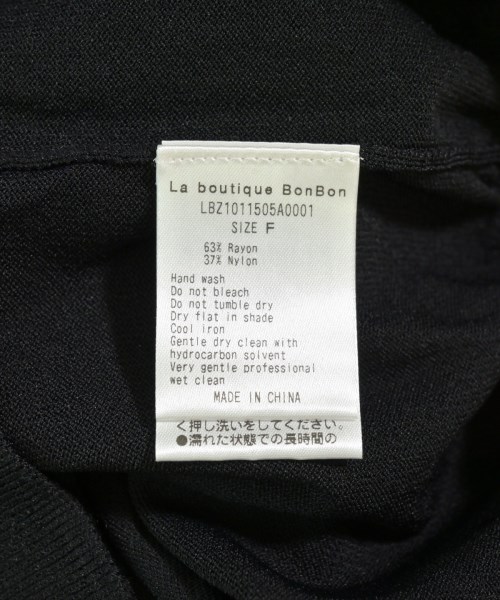 La boutique BonBon
LBZ1011505A0001
SIZE F
63% Rayon
37% Nylon
Hand wash
Do not bleach
Do not tumble dry
Dry flat in shade
Cool iron
Gentle dry clean with
hydrocarbon solvent
Very gentle professional
wet clean
MADE IN CHINA
く押し洗いをしてください。
●濡れた状態での長時間の